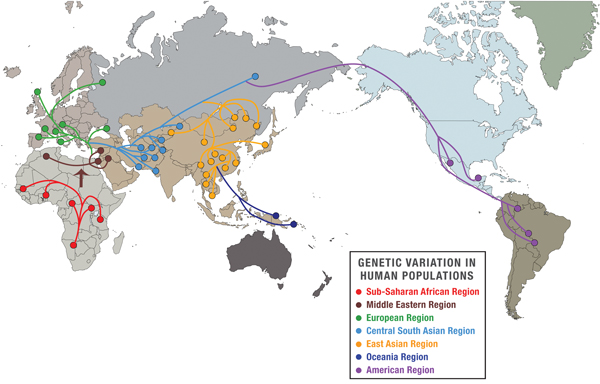 GENETIC VARIATION IN
HUMAN POPULATIONS
Sub-Saharan African Region
Middle Eastern Region
European Region
Central South Asian Region
East Asian Region
Oceania Region
American Region